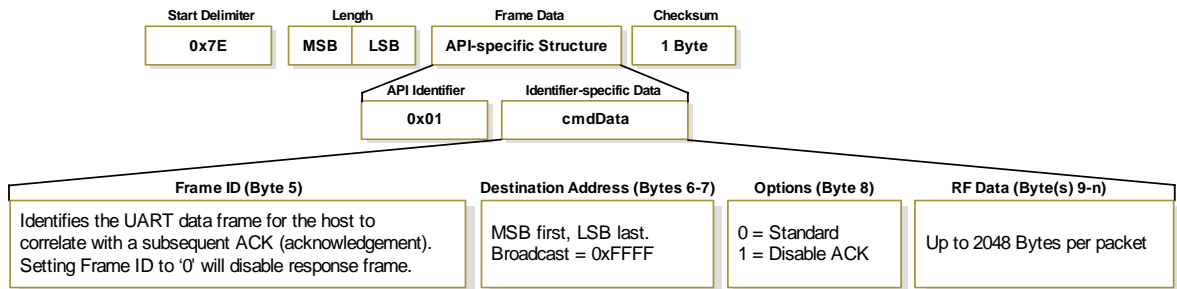 Start Delimiter Length Frame Data Checksum
0x7E MSB LSB API-specific Structure 1 Byte
API Identifier Identifier-specific Data
0x01 cmdData
Frame ID (Byte 5)
Identifies the UART data frame for the host to
correlate with a subsequent ACK (acknowledgement).
Setting Frame ID to ‘0' will disable response frame.
Destination Address (Bytes 6-7)
MSB first, LSB last.
Broadcast = 0xFFFF
Options (Byte 8)
0 = Standard
1 = Disable ACK
RF Data (Byte(s) 9-n)
Up to 2048 Bytes per packet